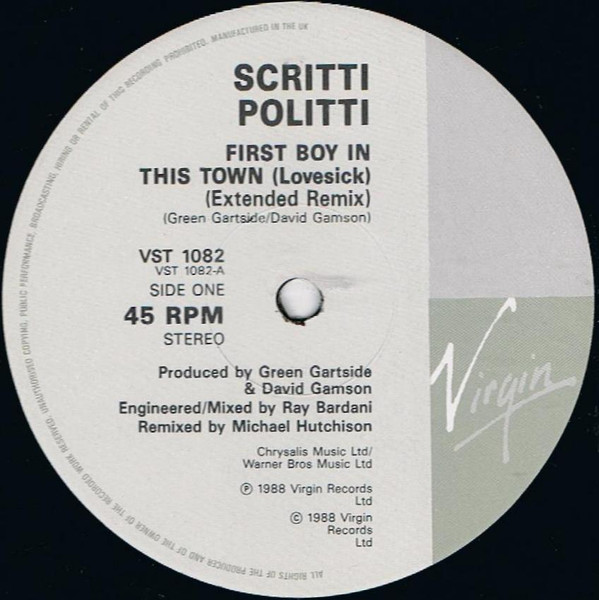 SCRITTI
POLITTI
FIRST BOY IN
THIS TOWN (Lovesick)
(Extended Remix)
(Green Gartside/David Gamson)
VST 1082
VST 1082-A
SIDE ONE
45 RPM
STEREO
Produced by Green Gartside
& David Gamson
Engineered/Mixed by Ray Bardani
Remixed by Michael Hutchison
Chrysalis Music Ltd/
Warner Bros Music Ltd
℗ 1988 Virgin Records
Ltd
© 1988 Virgin
Records
Ltd
Virgin
ALL RIGHTS OF THE PRODUCER AND OF THE OWNER OF THE RECORDED WORK RESERVED. UNAUTHORISED COPYING, PUBLIC PERFORMANCE, BROADCASTING, HIRING OR RENTAL OF THIS RECORDING PROHIBITED. MANUFACTURED IN THE UK